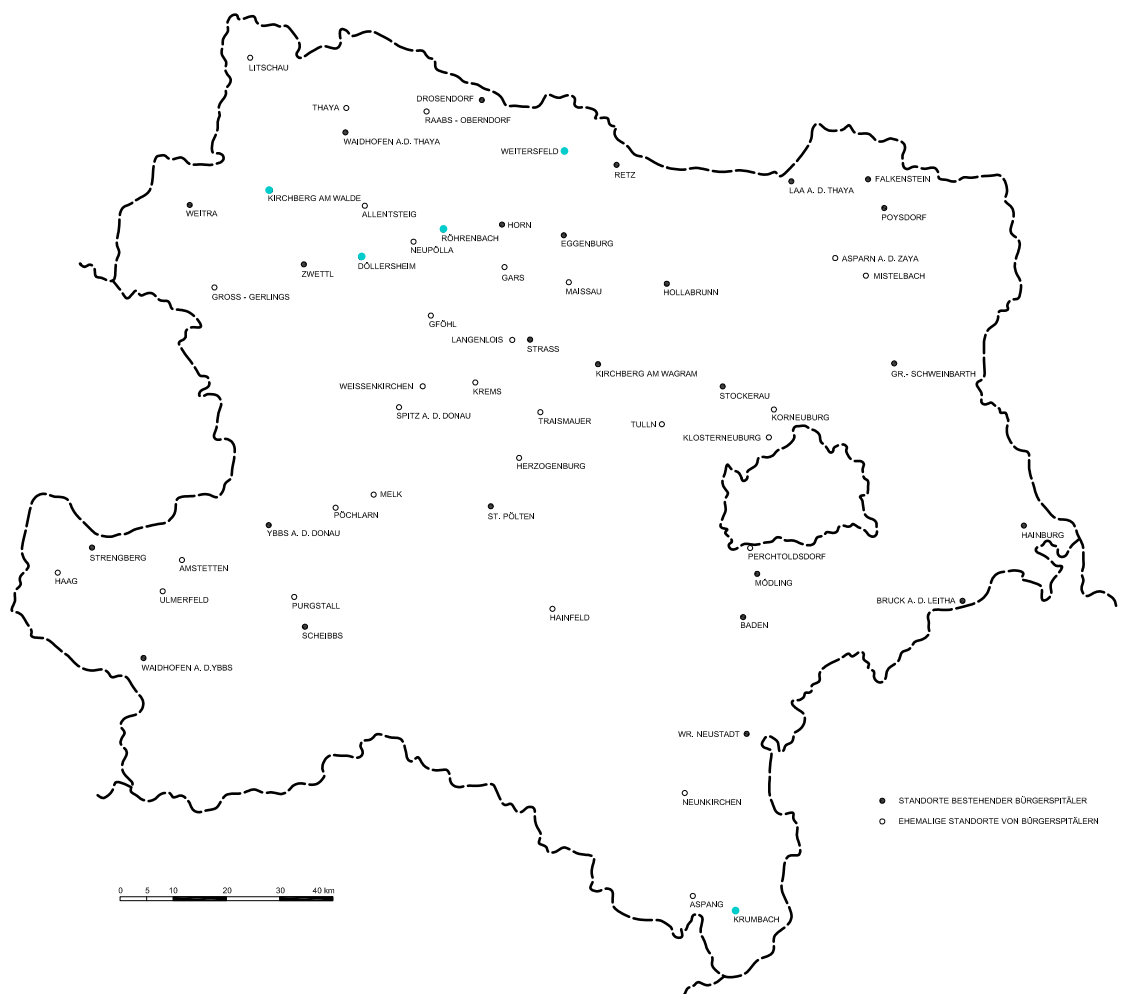 LITSCHAU
THAYA
DROSENDORF
RAABS - OBERNDORF
WAIDHOFEN A.D. THAYA
WEITERSFELD
RETZ
LAA A. D. THAYA
FALKENSTEIN
KIRCHBERG AM WALDE
WEITRA
ALLENTSTEIG
POYSDORF
HORN
RÖHRENBACH
EGGENBURG
NEUPÖLLA
ASPARN A. D. ZAYA
DÖLLERSHEIM
ZWETTL
GARS
MISTELBACH
MAISSAU
HOLLABRUNN
GROSS - GERLINGS
GFÖHL
LANGENLOIS
STRASS
KIRCHBERG AM WAGRAM
GR.- SCHWEINBARTH
WEISSENKIRCHEN
KREMS
STOCKERAU
SPITZ A. D. DONAU
TRAISMAUER
KORNEUBURG
TULLN
KLOSTERNEUBURG
HERZOGENBURG
MELK
PÖCHLARN
ST. PÖLTEN
YBBS A. D. DONAU
HAINBURG
STRENGBERG
AMSTETTEN
PERCHTOLDSDORF
HAAG
MÖDLING
ULMERFELD
PURGSTALL
HAINFELD
BRUCK A. D. LEITHA
BADEN
SCHEIBBS
WAIDHOFEN A. D.YBBS
WR. NEUSTADT
NEUNKIRCHEN
STANDORTE BESTEHENDER BÜRGERSPITÄLER
EHEMALIGE STANDORTE VON BÜRGERSPITÄLERN
0 5 10 20 30 40 km
ASPANG
KRUMBACH